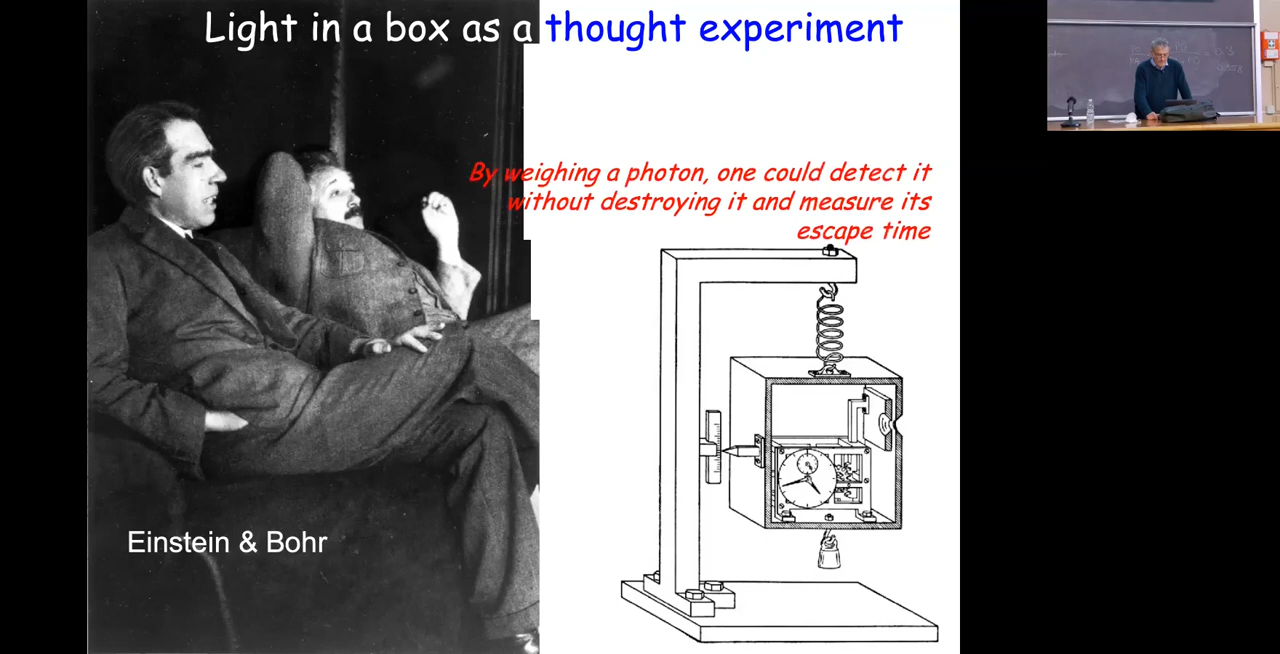 Light in a box as a thought experiment
By weighing a photon, one could detect it
without destroying it and measure its
escape time
Einstein & Bohr